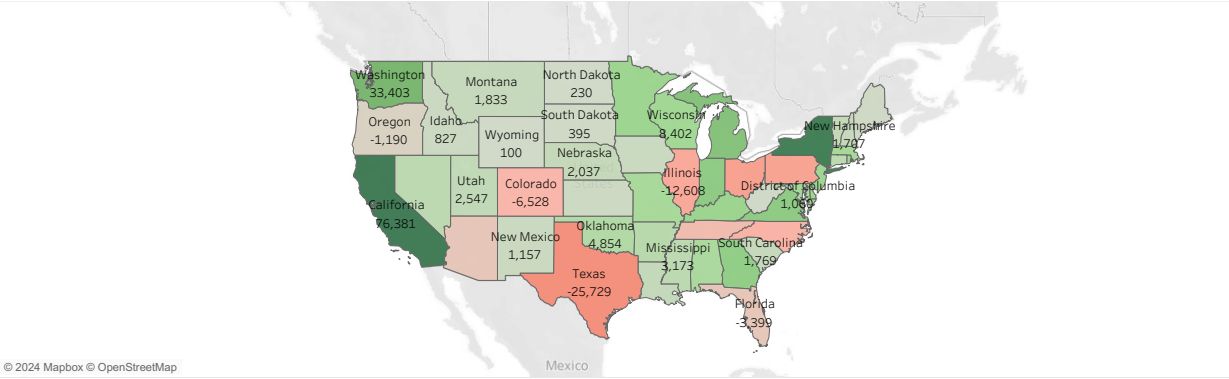 Washington
33,403
Montana
1,833
North Dakota
230
Oregon
-1,190
Idaho
827
Wyoming
100
South Dakota
395
Wisconsin
8,402
New Hampshire
1,707
Nebraska
2,037
United
States
Utah
2,547
Colorado
-6,528
Illinois
-12,608
District of Columbia
1,060
California
76,381
New Mexico
1,157
Oklahoma
4,854
Mississippi
3,173
South Carolina
1,769
Texas
-25,729
Florida
-3,399
Mexico
© 2024 Mapbox © OpenStreetMap